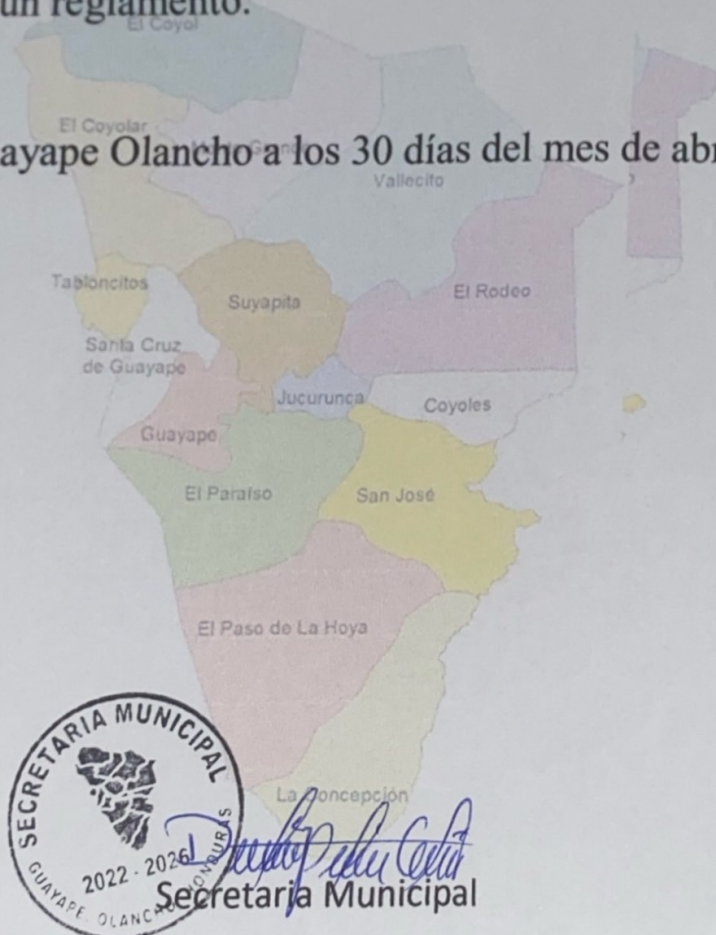 un reglamento.
El Coyol
El Coyolar
ayape Olancho a los 30 días del mes de abr
Vallecito
Tabloncitos
Suyapita
El Rodeo
Santa Cruz
de Guayape
Jucurunca
Coyoles
Guayape
El Paraíso
San José
El Paso de La Hoya
SECRETARIA MUNICIPAL
La Concepción
2022 - 2026
GUAYAPE, OLANCHO, HONDURAS
Secretaria Municipal